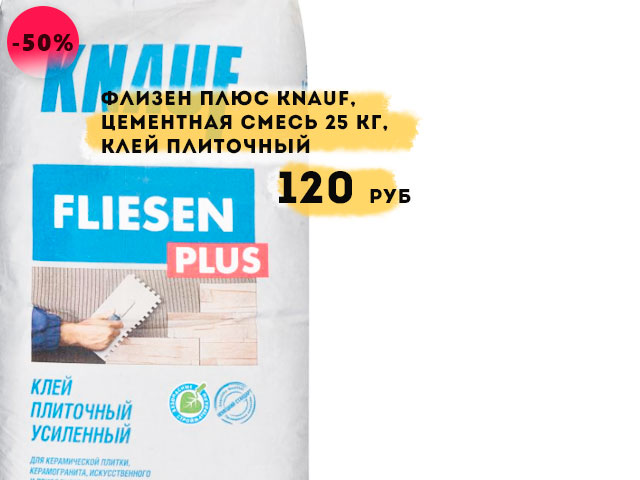 -50%
KNAUF
ФЛИЗЕН ПЛЮС KNAUF,
ЦЕМЕНТНАЯ СМЕСЬ 25 КГ,
КЛЕЙ ПЛИТОЧНЫЙ
120 РУБ
FLIESEN
PLUS
КЛЕЙ
ПЛИТОЧНЫЙ
УСИЛЕННЫЙ
ДЛЯ КЕРАМИЧЕСКОЙ ПЛИТКИ,
КЕРАМОГРАНИТА, ИСКУССТВЕННОГО